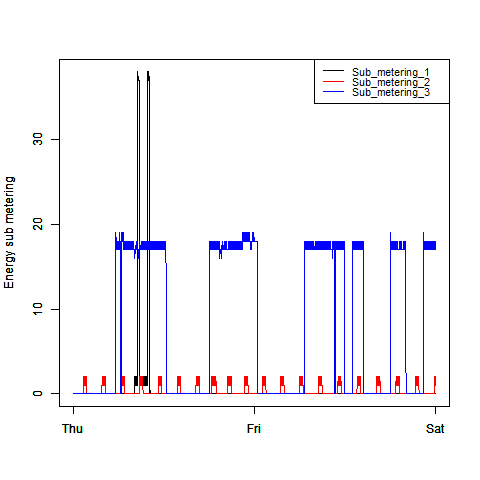 Sub_metering_1
Sub_metering_2
Sub_metering_3
Energy sub metering
30
20
10
0
Thu Fri Sat